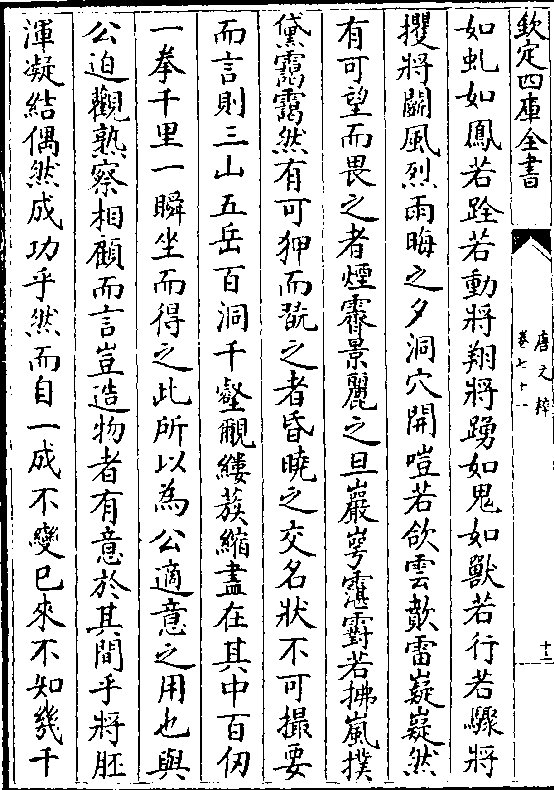 欽定四庫全書
唐文粹
卷七十一
十二
如虬如鳳若跧若動將翔將踴如鬼如獸若行若驟將
攫將鬬風烈雨晦之夕洞穴開噬若欲雲歕雷嶷嶷然
有可望而畏之者煙霽景麗之旦巖㟧霮䨴若拂嵐撲
黛靄靄然有可狎而翫之者昏曉之交名狀不可撮要
而言則三山五岳百洞千壑覼縷蔟縮盡在其中百仞
一拳千里一瞬坐而得之此所以為公適意之用也與
公迫觀熟察相顧而言豈造物者有意於其間乎將胚
渾凝結偶然成功乎然而自一成不變已來不知幾千